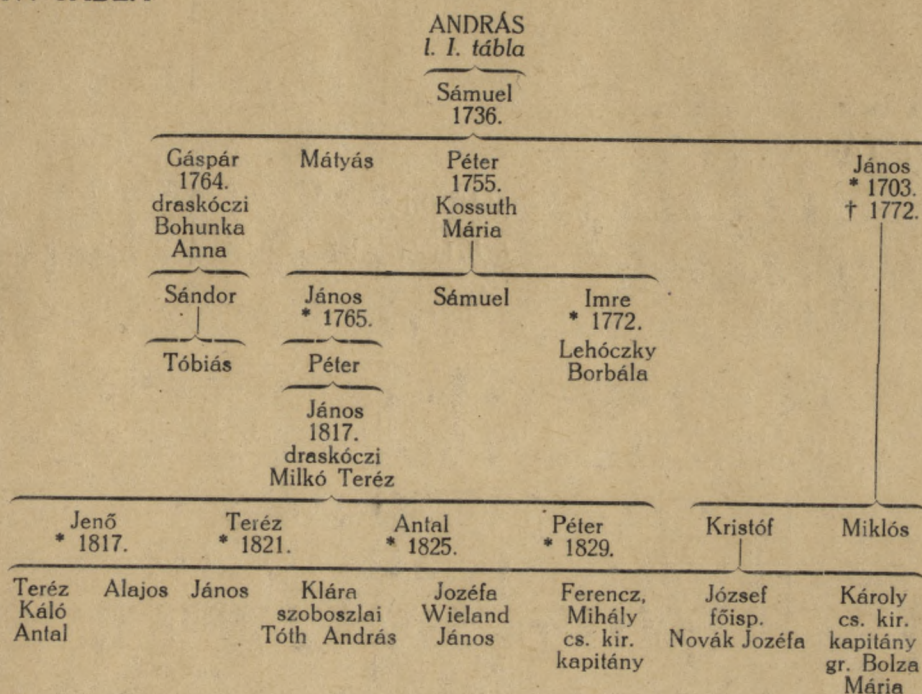 ANDRÁS
l. I. tábla
Sámuel
1736.
Gáspár
1764.
draskóczi
Bohunka
Anna
Mátyás
Péter
1755.
Kossuth
Mária
János
* 1703.
† 1772.
Sándor
János
* 1765.
Sámuel
Imre
* 1772.
Lehóczky
Borbála
Tóbiás
Péter
János
1817.
draskóczi
Milkó Teréz
Jenő
* 1817.
Teréz
* 1821.
Antal
* 1825.
Péter
* 1829.
Kristóf
Miklós
Teréz
Káló
Antal
Alajos
János
Klára
szoboszlai
Tóth András
Jozéfa
Wieland
János
Ferencz,
Mihály
cs. kir.
kapitány
József
főisp.
Novák Jozéfa
Károly
cs. kir.
kapitány
gr. Bolza
Mária